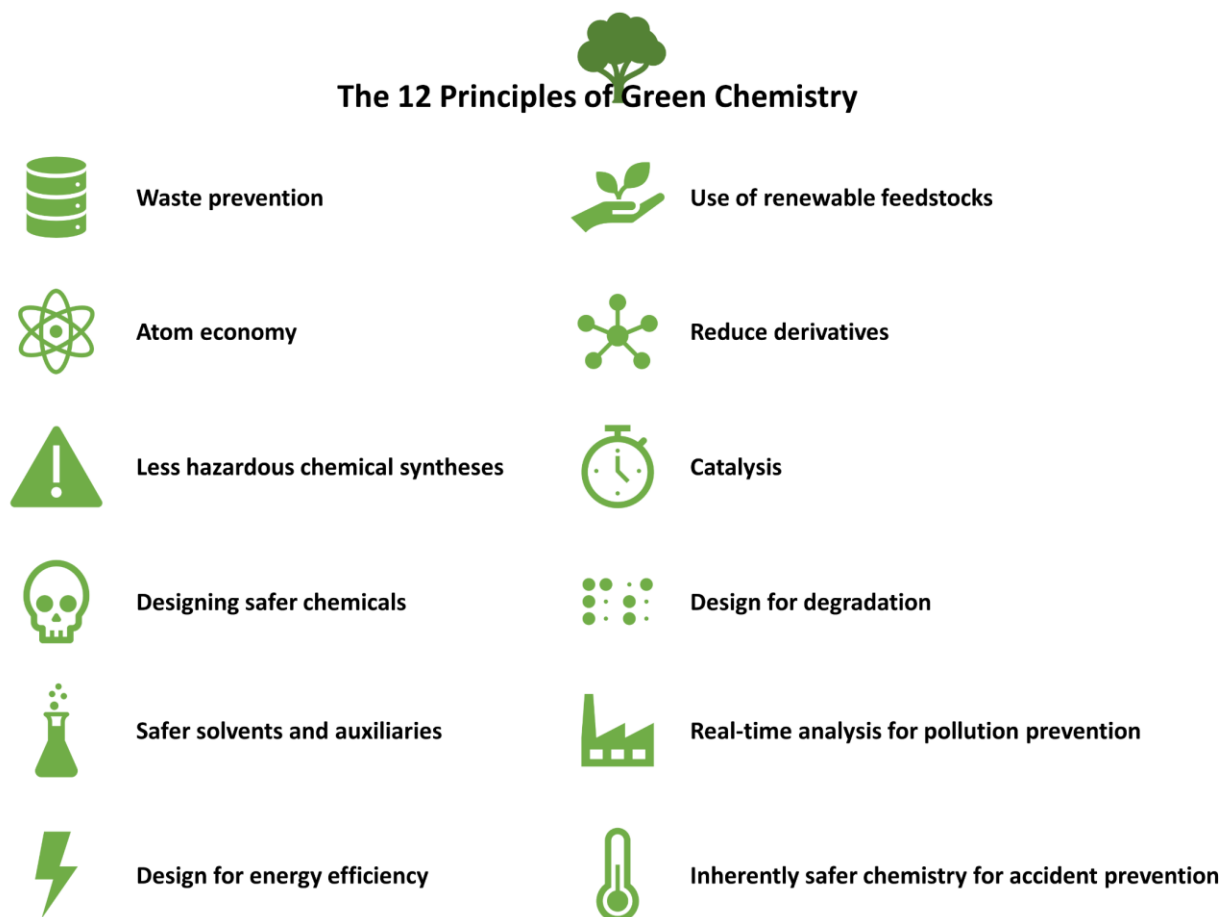 The 12 Principles of Green Chemistry
Waste prevention
Use of renewable feedstocks
Atom economy
Reduce derivatives
Less hazardous chemical syntheses
Catalysis
Designing safer chemicals
Design for degradation
Safer solvents and auxiliaries
Real-time analysis for pollution prevention
Design for energy efficiency
Inherently safer chemistry for accident prevention